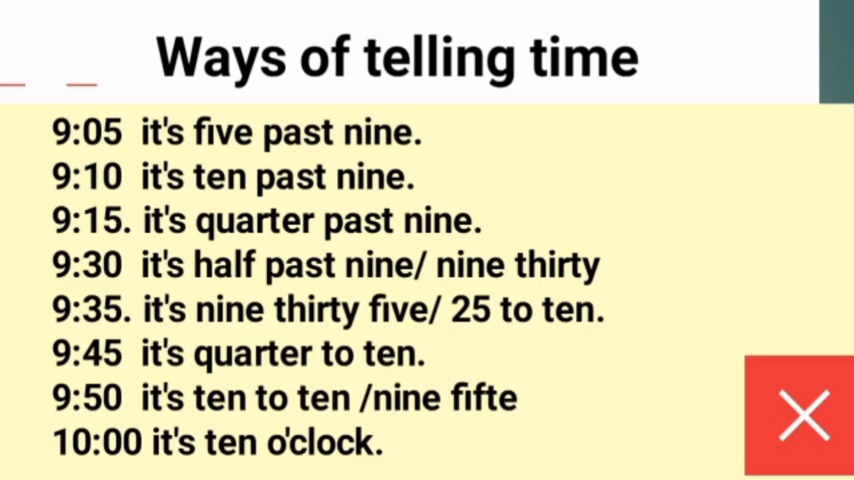 Ways of telling time
9:05 it's five past nine.
9:10 it's ten past nine.
9:15. it's quarter past nine.
9:30 it's half past nine/ nine thirty
9:35. it's nine thirty five/ 25 to ten.
9:45 it's quarter to ten.
9:50 it's ten to ten /nine fifte
10:00 it's ten o'clock.